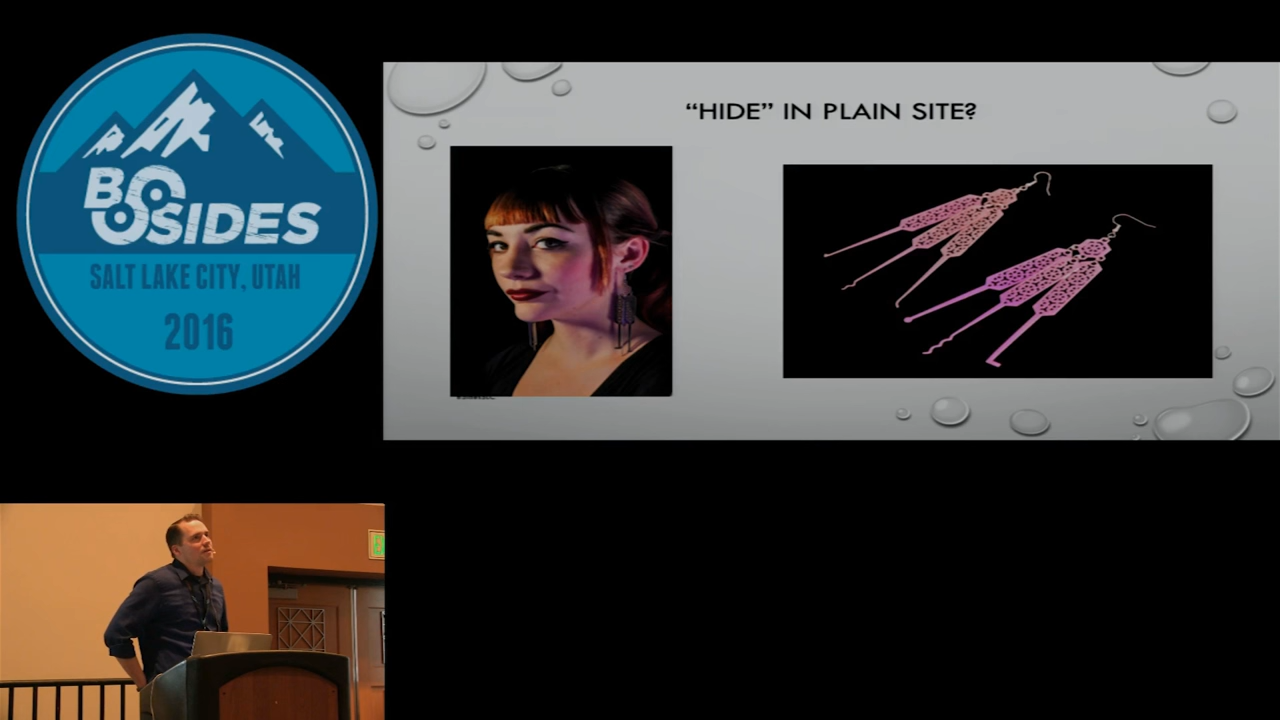 BSIDES
SALT LAKE CITY, UTAH
2016
“HIDE” IN PLAIN SITE?